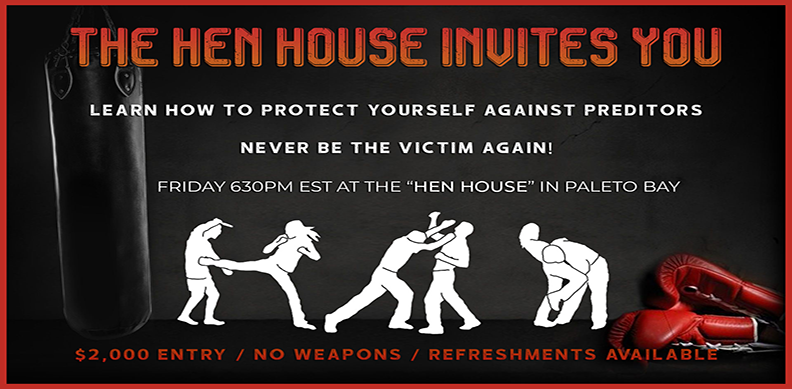 THE HEN HOUSE INVITES YOU
LEARN HOW TO PROTECT YOURSELF AGAINST PREDITORS
NEVER BE THE VICTIM AGAIN!
FRIDAY 630PM EST AT THE “HEN HOUSE” IN PALETO BAY
$2,000 ENTRY / NO WEAPONS / REFRESHMENTS AVAILABLE